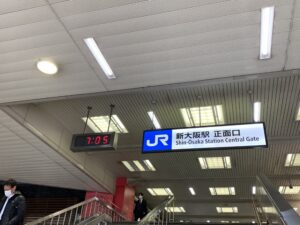 7:05
JR 新大阪駅 正面口
Shin-Osaka Station Central Gate